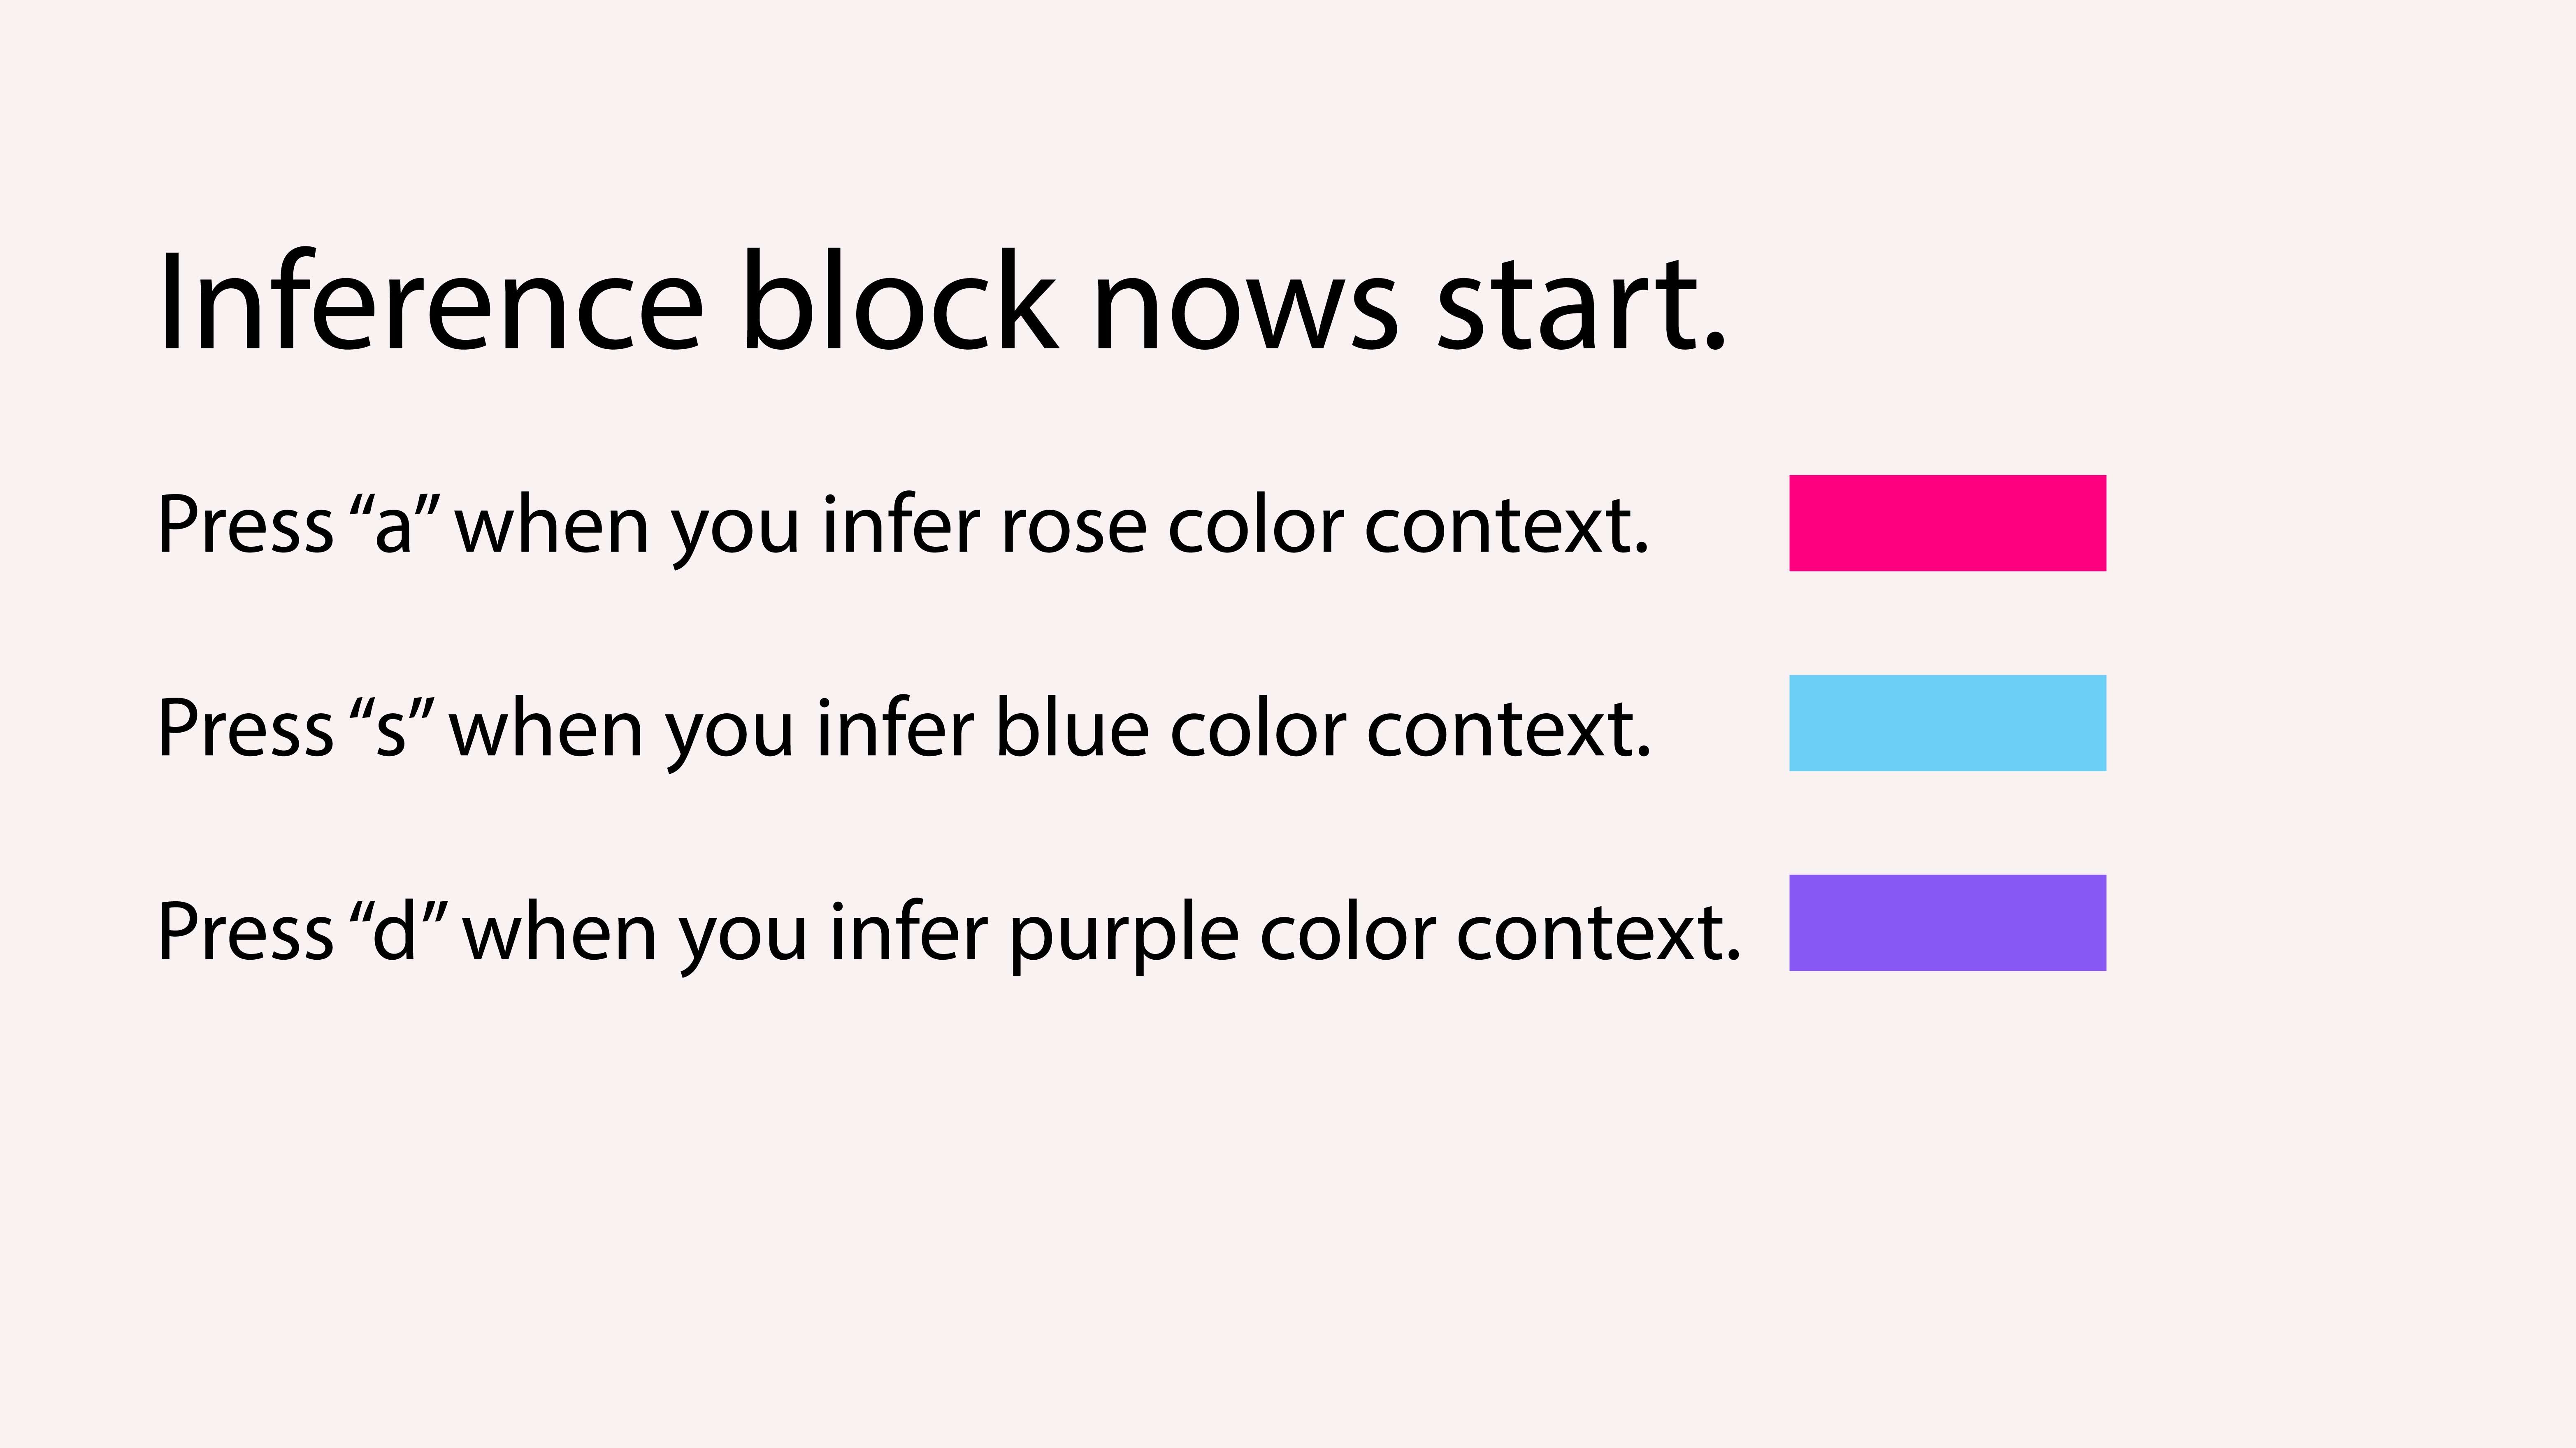 Inference block nows start.
Press “a” when you infer rose color context.
Press “s” when you infer blue color context.
Press “d” when you infer purple color context.